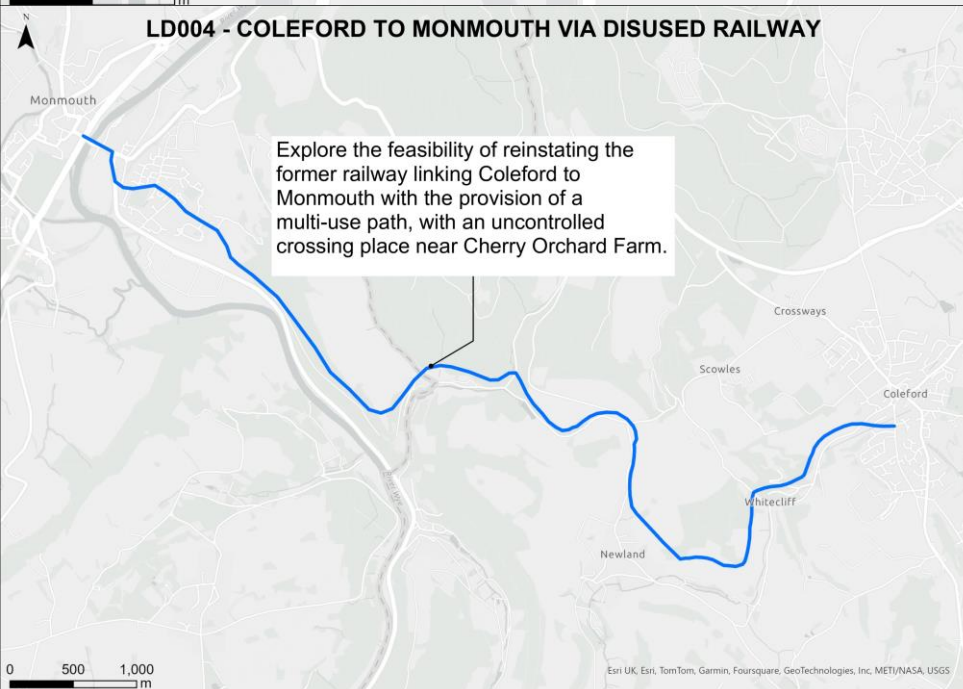 m
N
LD004 - COLEFORD TO MONMOUTH VIA DISUSED RAILWAY
Monmouth
Explore the feasibility of reinstating the
former railway linking Coleford to
Monmouth with the provision of a
multi-use path, with an uncontrolled
crossing place near Cherry Orchard Farm.
Crossways
Scowles
Coleford
Whitecliff
Newland
0 500 1,000
m
Esri UK, Esri, TomTom, Garmin, Foursquare, GeoTechnologies, Inc, METI/NASA, USGS